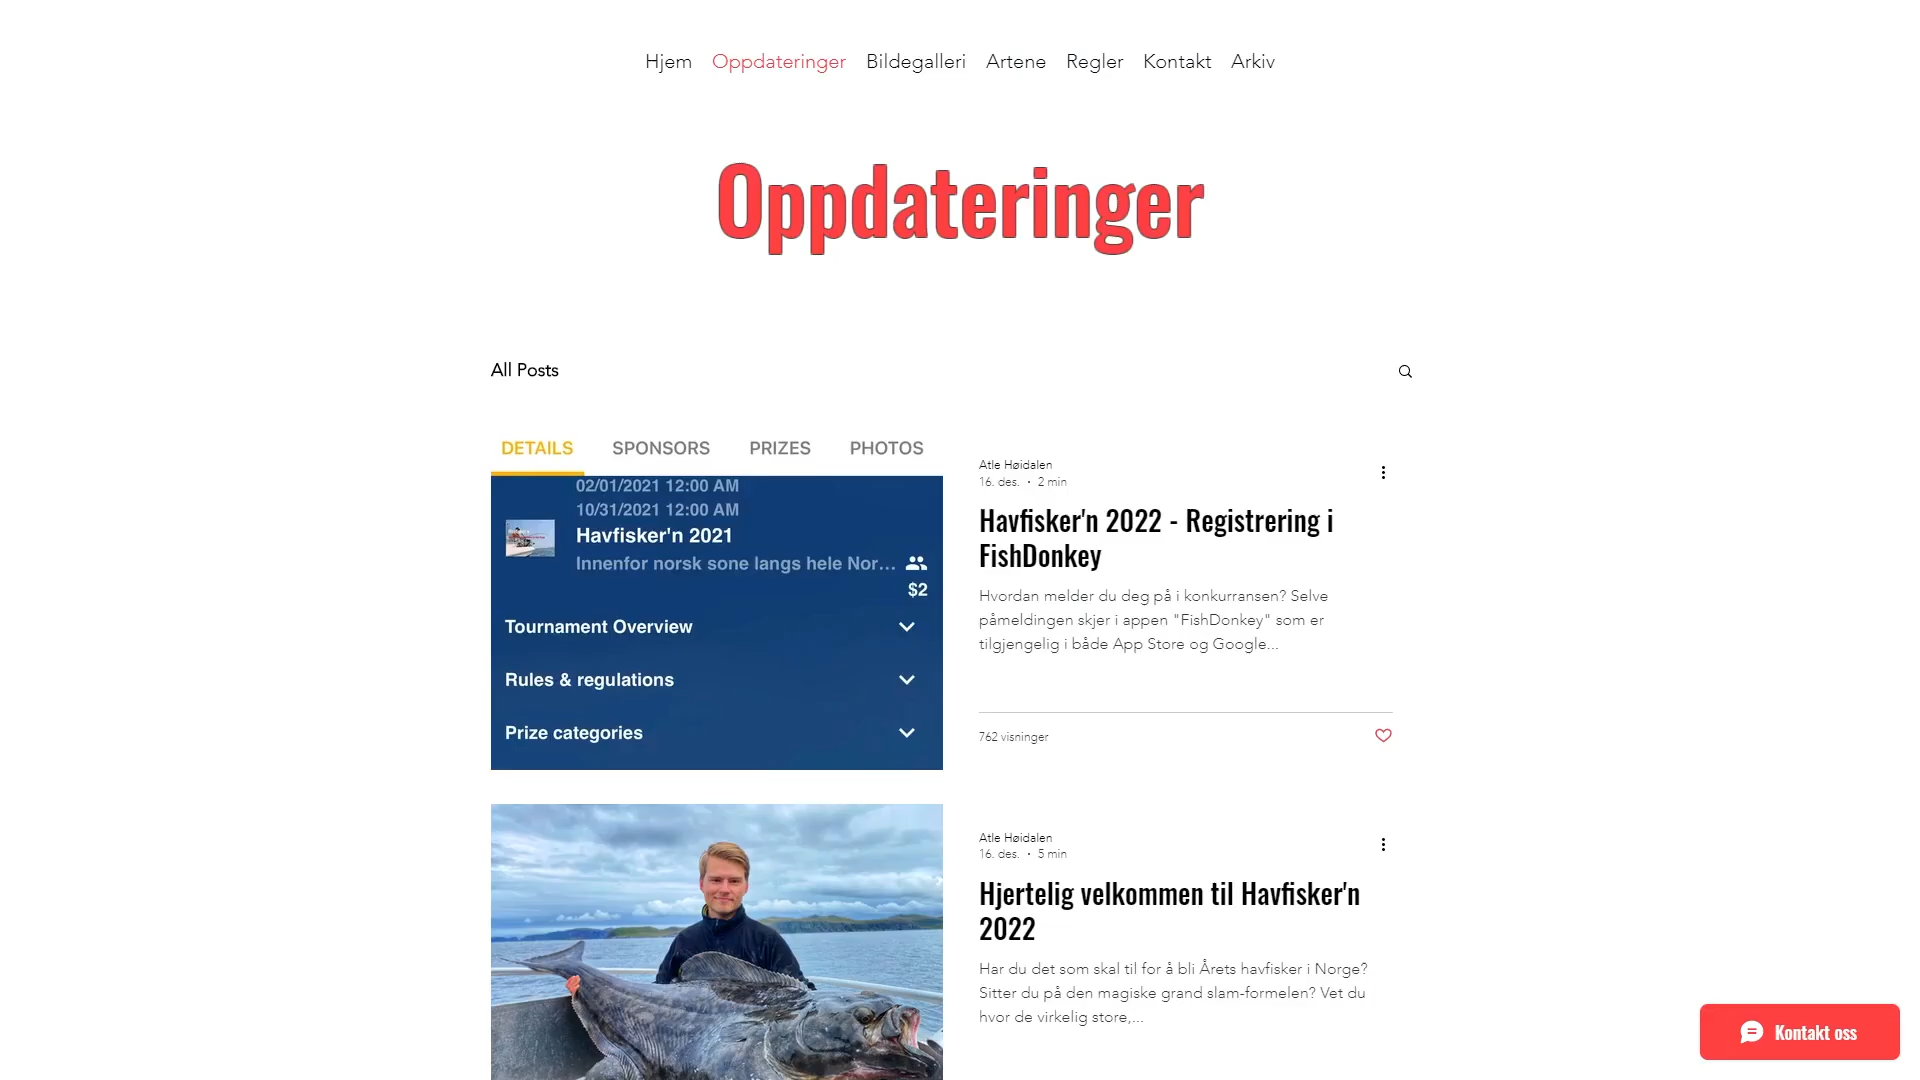 Hjem Oppdateringer Bildegalleri Artene Regler Kontakt Arkiv
Oppdateringer
All Posts
DETAILS SPONSORS PRIZES PHOTOS
02/01/2021 12:00 AM
10/31/2021 12:00 AM
Havfisker'n 2021
Innenfor norsk sone langs hele Nor...
$2
Tournament Overview
Rules & regulations
Prize categories
Atle Høidalen
16. des. · 2 min
Havfisker'n 2022 - Registrering i
FishDonkey
Hvordan melder du deg på i konkurransen? Selve
påmeldingen skjer i appen "FishDonkey" som er
tilgjengelig i både App Store og Google...
762 visninger
Atle Høidalen
16. des. · 5 min
Hjertelig velkommen til Havfisker'n
2022
Har du det som skal til for å bli Årets havfisker i Norge?
Sitter du på den magiske grand slam-formelen? Vet du
hvor de virkelig store,...
Kontakt oss